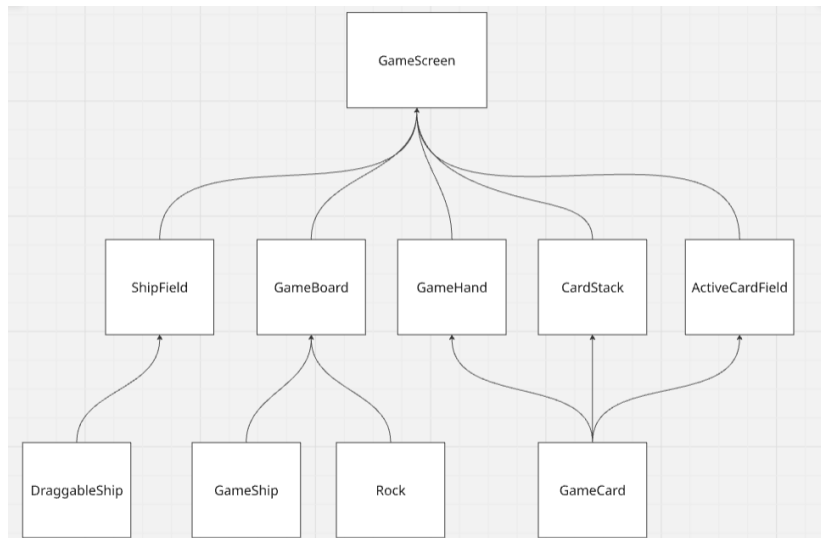 GameScreen
ShipField
GameBoard
GameHand
CardStack
ActiveCardField
DraggableShip
GameShip
Rock
GameCard